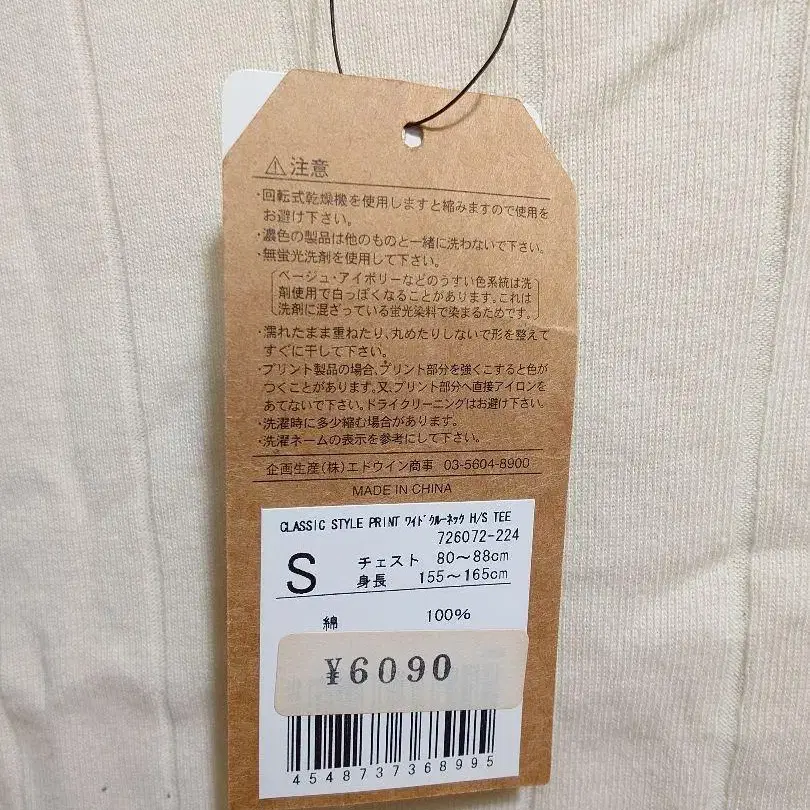 ⚠注意
・回転式乾燥機を使用しますと縮みますので使用を
お避け下さい。
・濃色の製品は他のものと一緒に洗わないで下さい。
・無蛍光洗剤を使用して下さい。
ベージュ・アイボリーなどのうすい色系統は洗
剤使用で白っぽくなることがあります。これは
洗剤に混ざっている蛍光染料で染まるためです。
・濡れたまま重ねたり、丸めたりしないで形を整えて
すぐに干して下さい。
・プリント製品の場合、プリント部分を強くこすると色が
つくことがあります。又、プリント部分へ直接アイロンを
あてないで下さい。ドライクリーニングはお避け下さい。
・洗濯時に多少縮む場合があります。
・洗濯ネームの表示を参考にして下さい。
企画生産(株)エドウイン商事 03-5604-8900
MADE IN CHINA
CLASSIC STYLE PRINT ﾜｲﾄﾞｸﾙｰﾈｯｸ H/S TEE
726072-224
S チェスト 80〜88cm
身長 155〜165cm
綿 100%
¥6090
4548737368995